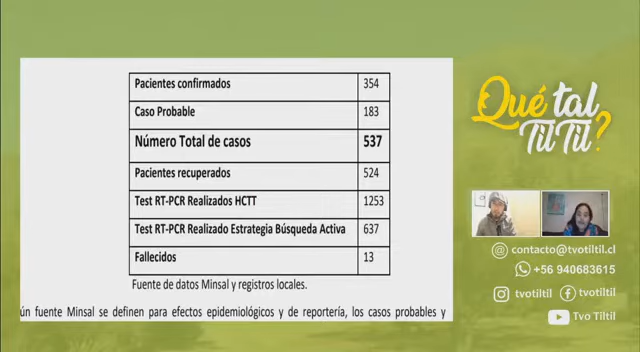 Pacientes confirmados 354
Caso Probable 183
Número Total de casos 537
Pacientes recuperados 524
Test RT-PCR Realizados HCTT 1253
Test RT-PCR Realizado Estrategia Búsqueda Activa 637
Fallecidos 13
Fuente de datos Minsal y registros locales.
ún fuente Minsal se definen para efectos epidemiológicos y de reportería, los casos probables y
Qué tal
Til Til?
contacto@tvotiltil.cl
+56 940683615
tvotiltil tvotiltil
Tvo Tiltil